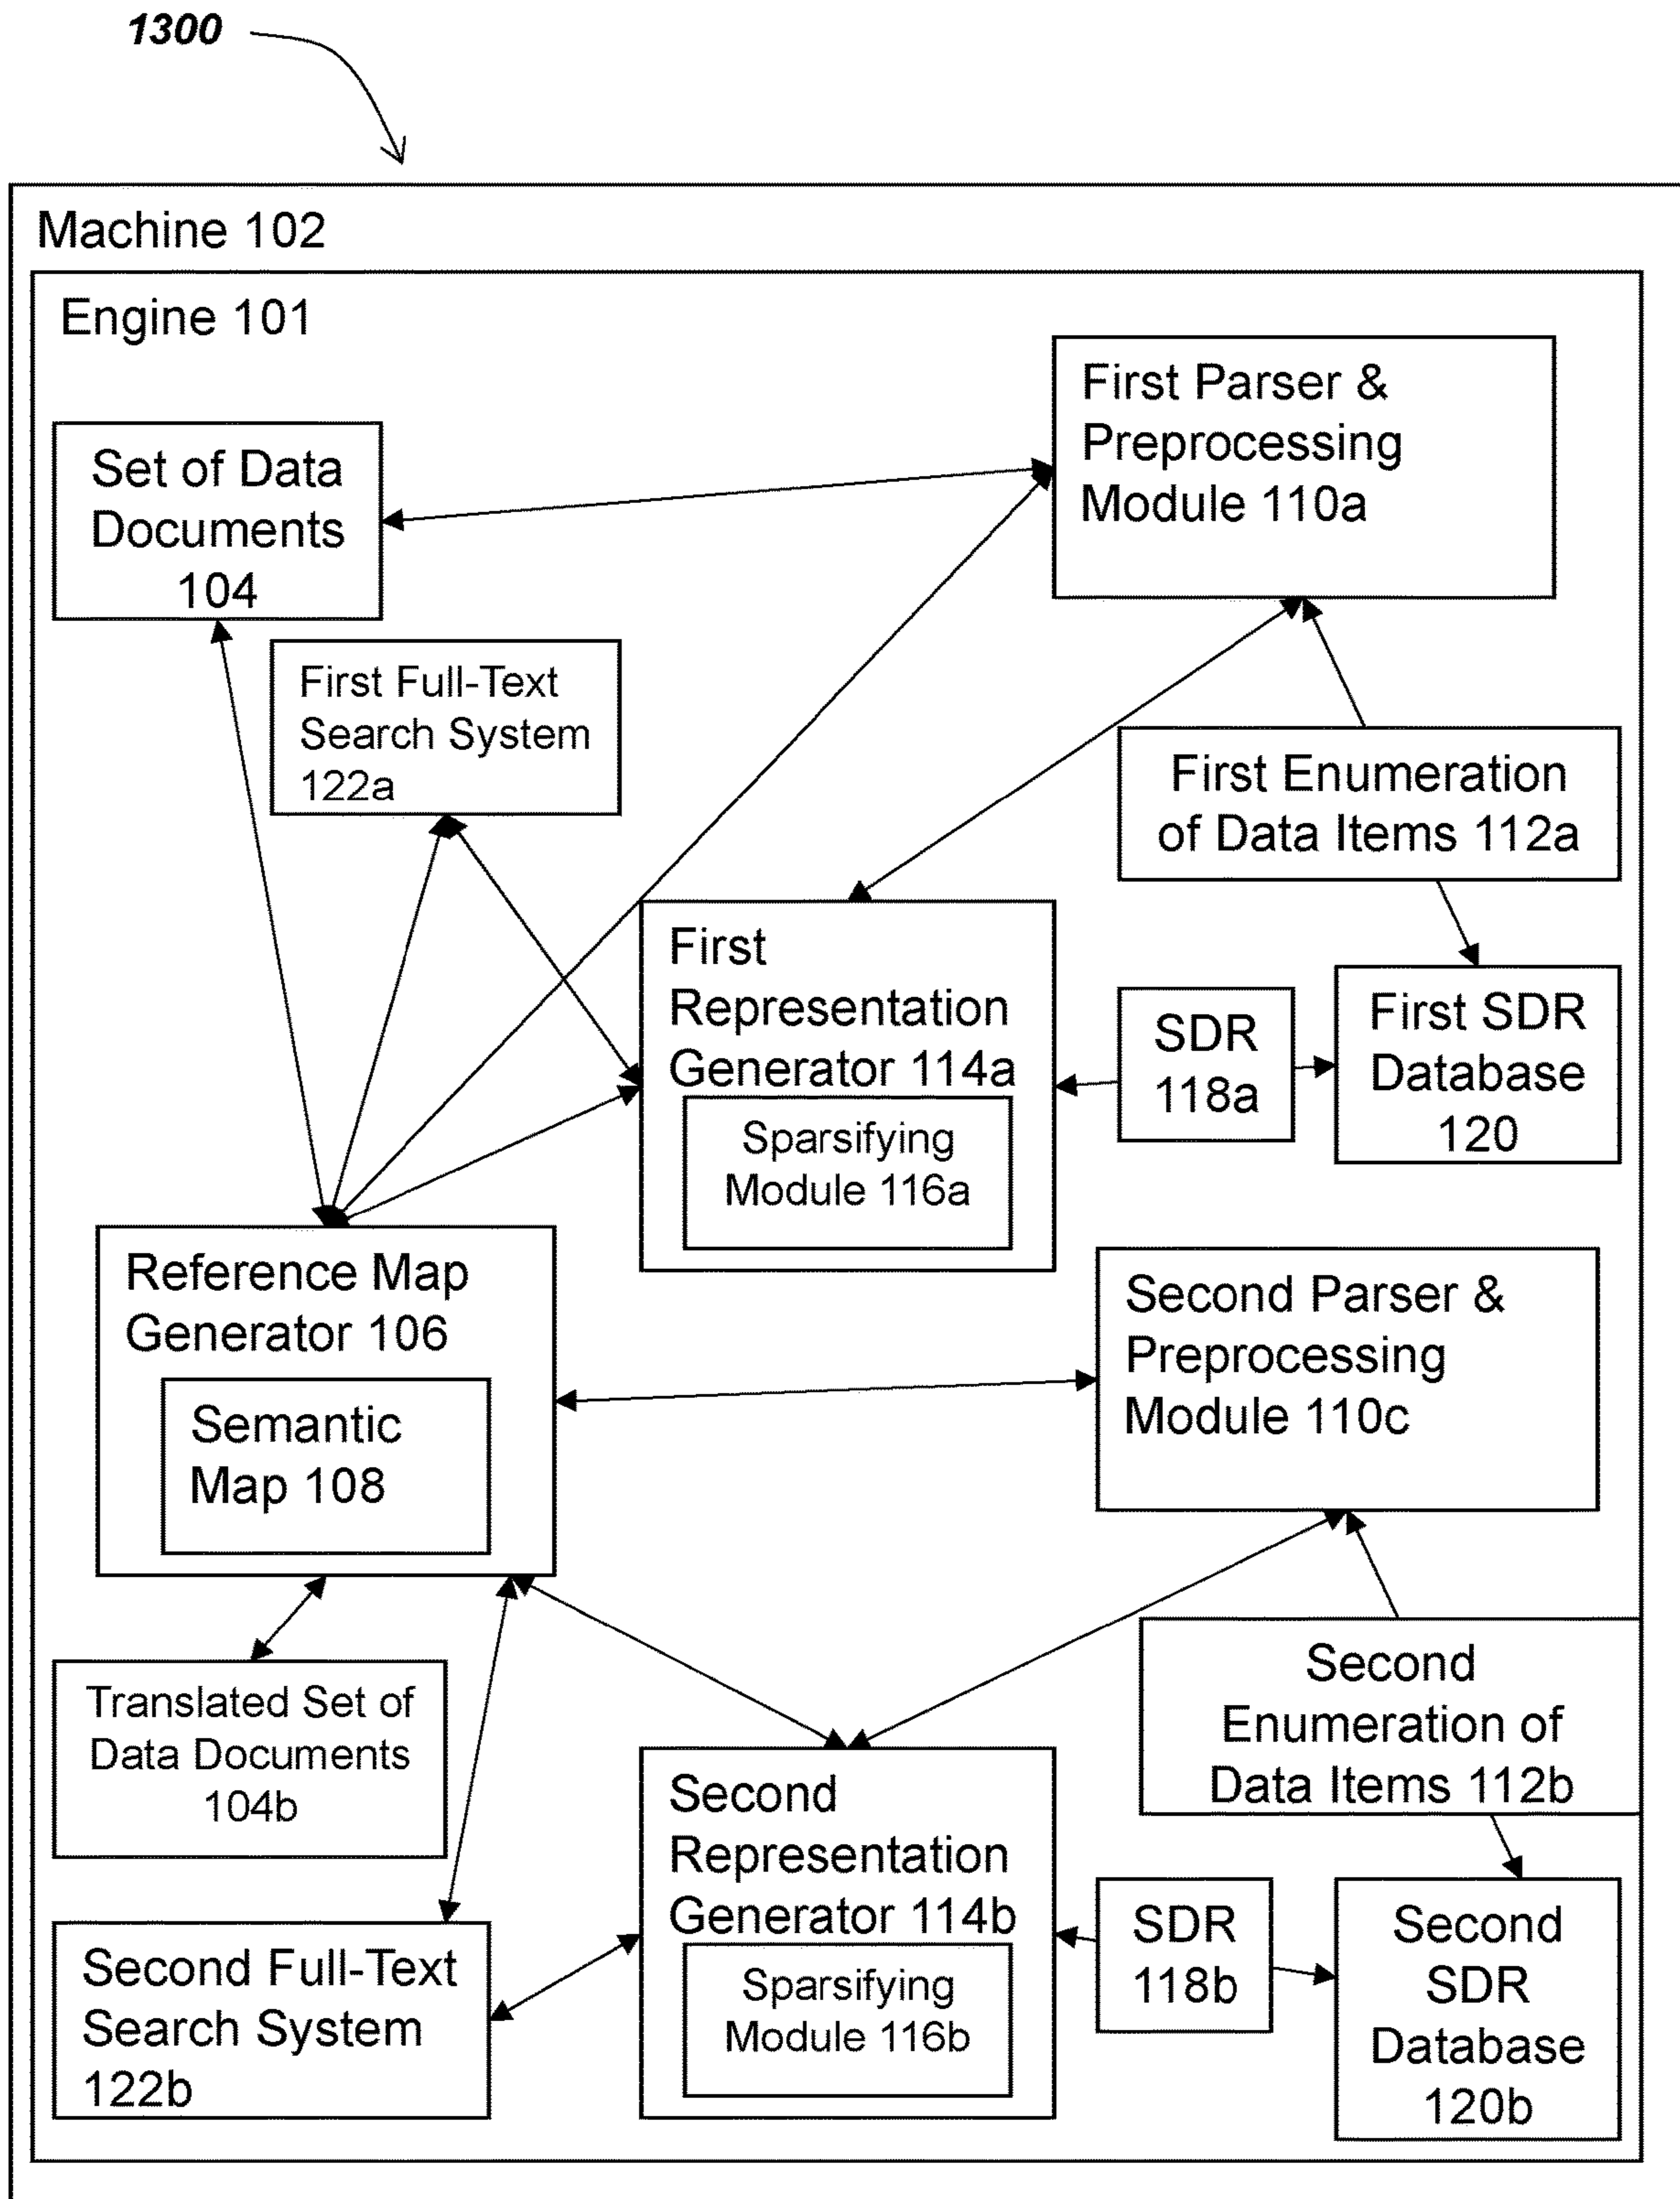 1300
Machine 102
Engine 101
First Parser &
Preprocessing
Module 110a
Set of Data
Documents
104
First Full-Text
Search System
122a
First Enumeration
of Data Items 112a
First
Representation
Generator 114a
Sparsifying
Module 116a
SDR
118a
First SDR
Database
120
Reference Map
Generator 106
Semantic
Map 108
Second Parser &
Preprocessing
Module 110c
Translated Set of
Data Documents
104b
Second
Enumeration of
Data Items 112b
Second
Representation
Generator 114b
Sparsifying
Module 116b
SDR
118b
Second
SDR
Database
120b
Second Full-Text
Search System
122b